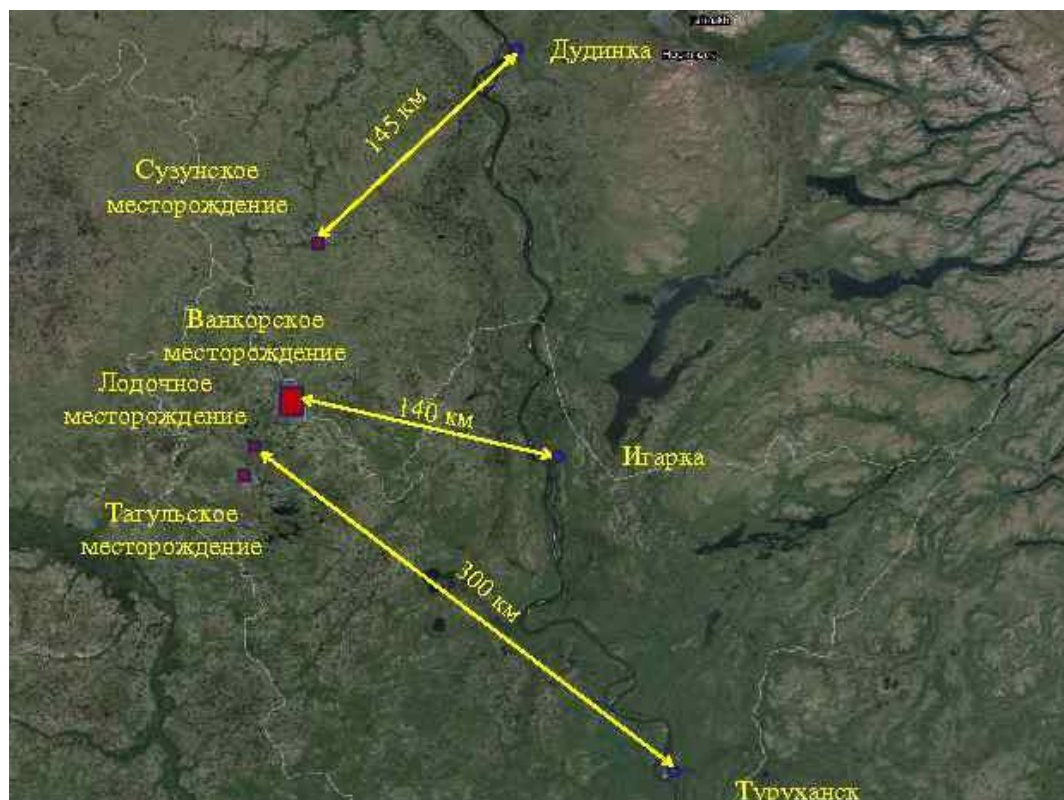 Дудинка
145 км
Сузунское
месторождение
Ванкорское
месторождение
Лодочное
месторождение
140 км
Игарка
Тагульское
месторождение
300 км
Туруханск